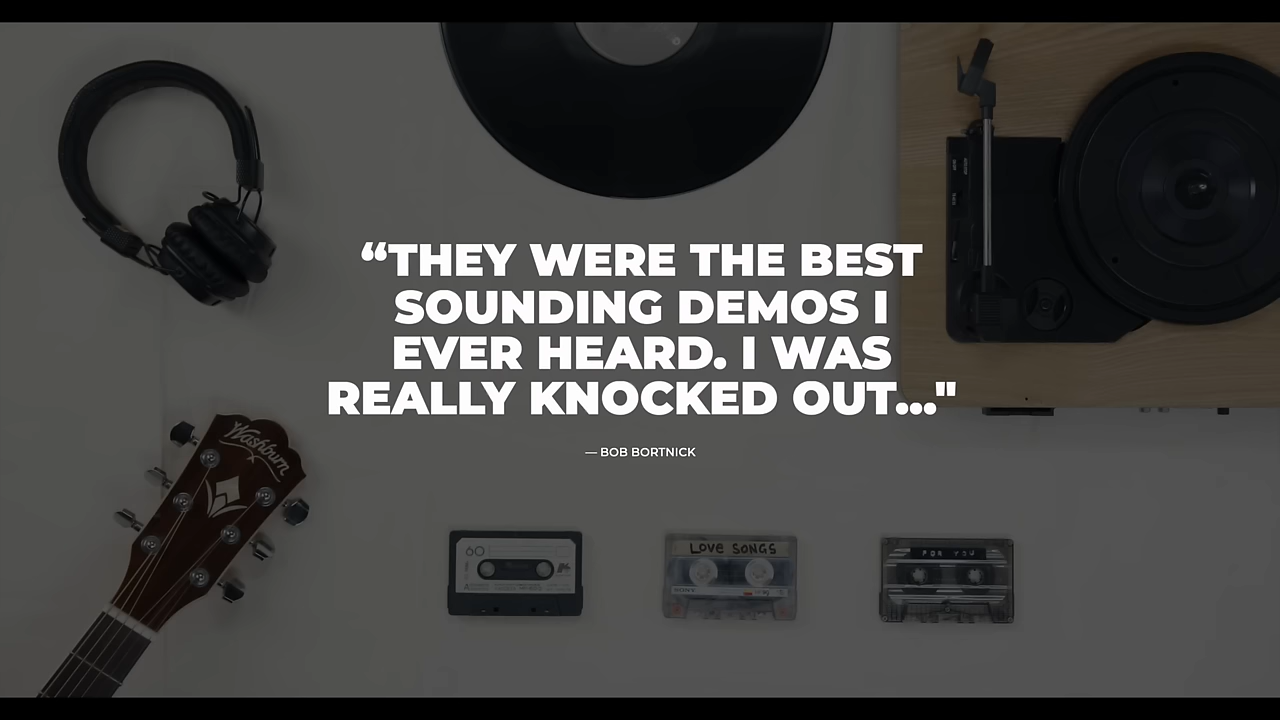 “THEY WERE THE BEST
SOUNDING DEMOS I
EVER HEARD. I WAS
REALLY KNOCKED OUT..."
— BOB BORTNICK
Washburn
60
LOVE SONGS
FOR YOU
SONY